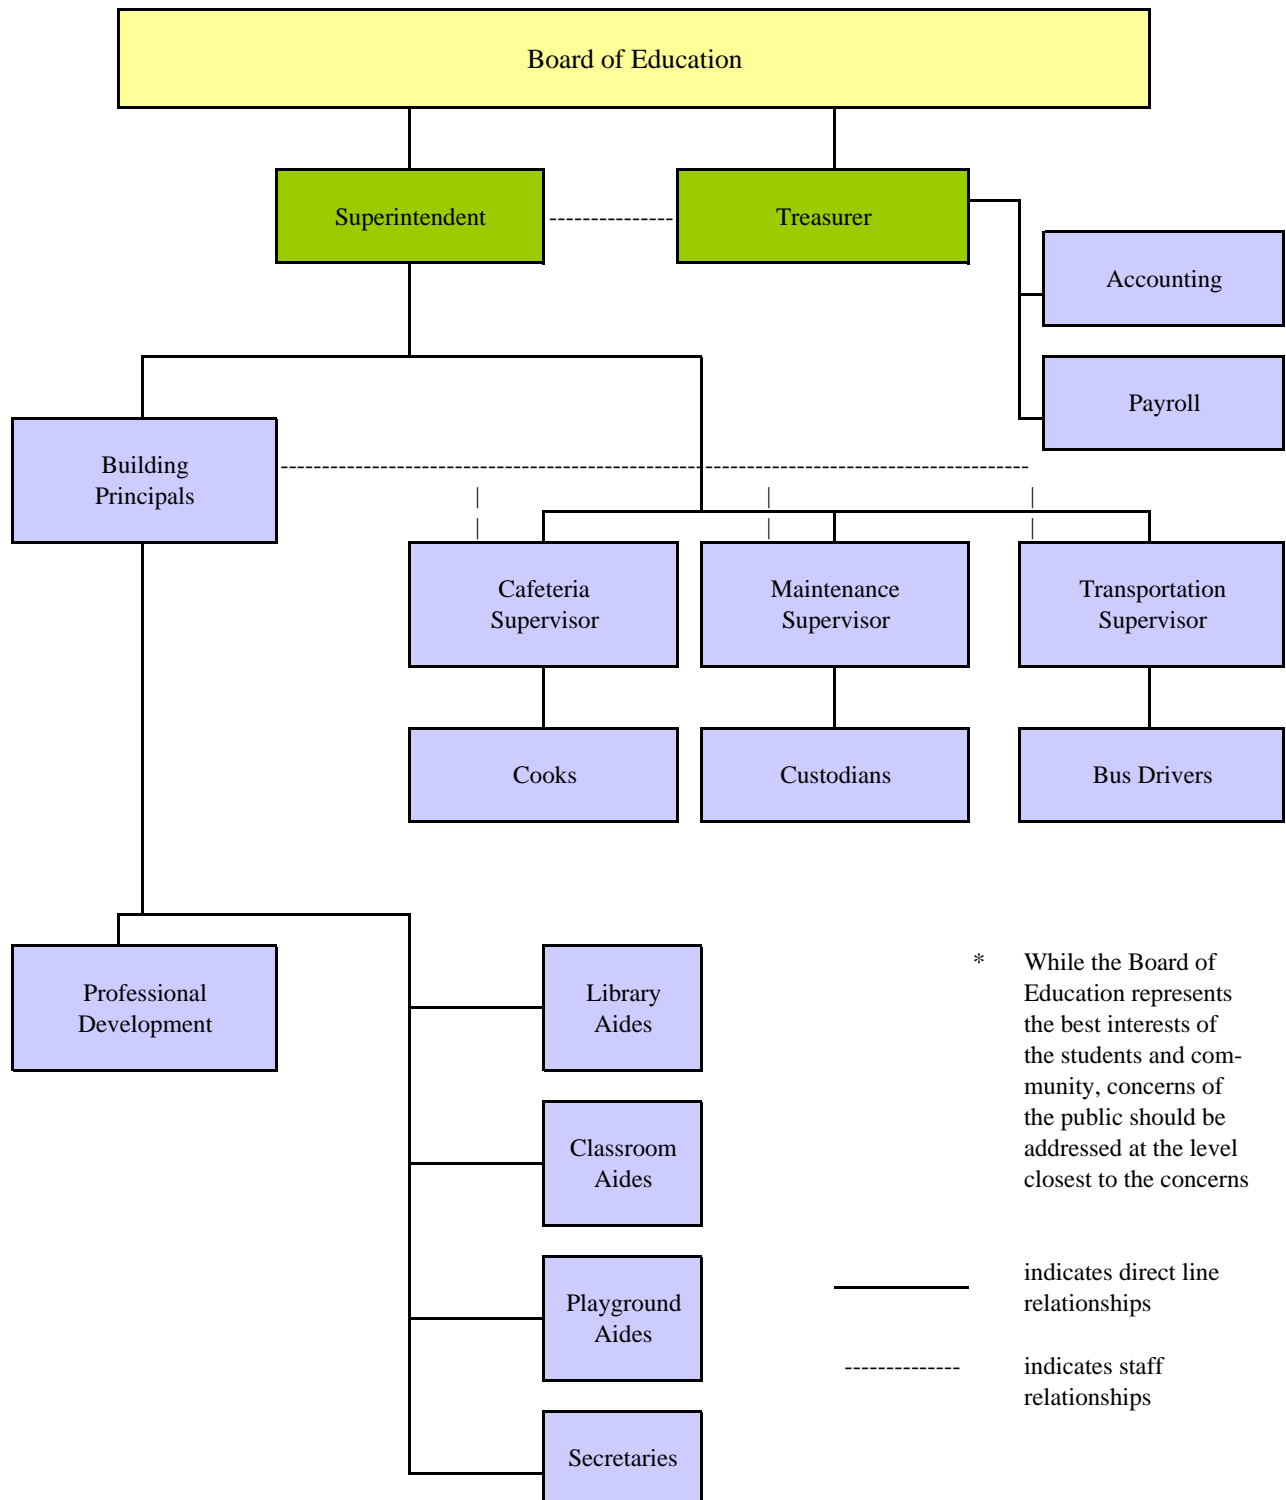 Board of Education
Superintendent
Treasurer
Accounting
Payroll
Building
Principals
Cafeteria
Supervisor
Maintenance
Supervisor
Transportation
Supervisor
Cooks
Custodians
Bus Drivers
Professional
Development
Library
Aides
Classroom
Aides
Playground
Aides
Secretaries
* While the Board of
Education represents
the best interests of
the students and com-
munity, concerns of
the public should be
addressed at the level
closest to the concerns
indicates direct line
relationships
indicates staff
relationships